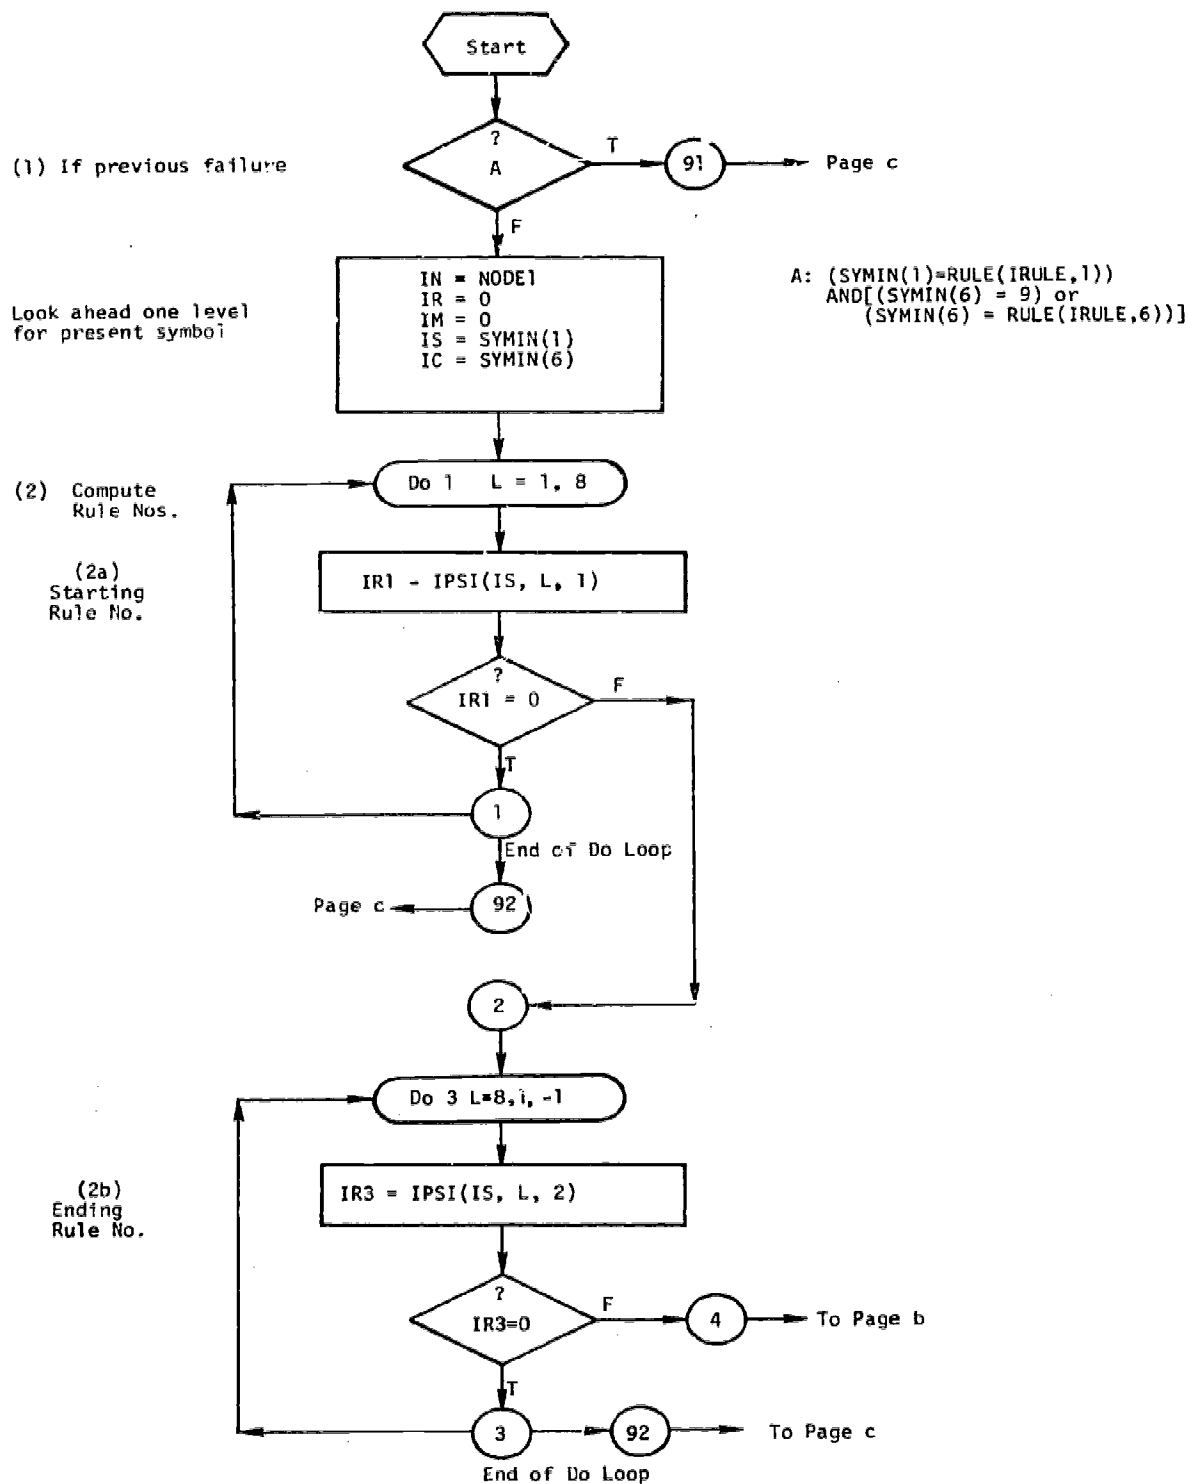 Start
?
A
T
91
Page c
(1) If previous failure
F
IN = NODE1
IR = 0
IM = 0
IS = SYMIN(1)
IC = SYMIN(6)
Look ahead one level
for present symbol
A: (SYMIN(1)=RULE(IRULE,1))
AND[(SYMIN(6) = 9) or
(SYMIN(6) = RULE(IRULE,6))]
Do 1 L = 1, 8
(2) Compute
Rule Nos.
(2a)
Starting
Rule No.
IR1 - IPSI(IS, L, 1)
?
IR1 = 0
F
T
1
End of Do Loop
92
Page c
2
Do 3 L=8,1,-1
(2b)
Ending
Rule No.
IR3 = IPSI(IS, L, 2)
?
IR3=0
F
4
To Page b
T
3
92
To Page c
End of Do Loop